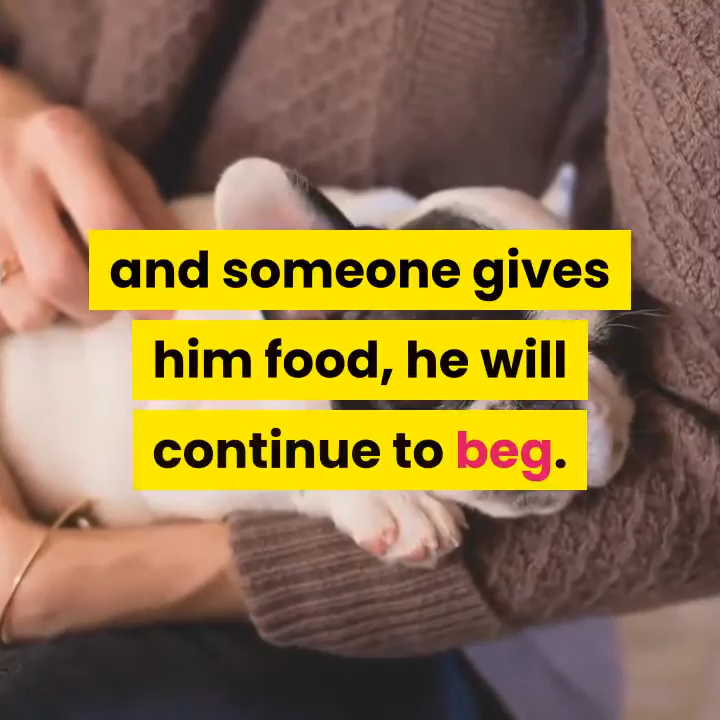 and someone gives
him food, he will
continue to beg.